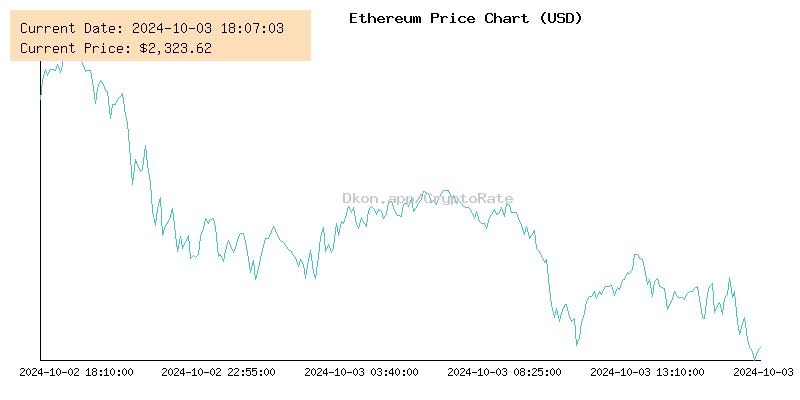 Ethereum Price Chart (USD)
Current Date: 2024-10-03 18:07:03
Current Price: $2,323.62
Dkon.app/CryptoRate
2024-10-02 18:10:00 2024-10-02 22:55:00 2024-10-03 03:40:00 2024-10-03 08:25:00 2024-10-03 13:10:00 2024-10-03